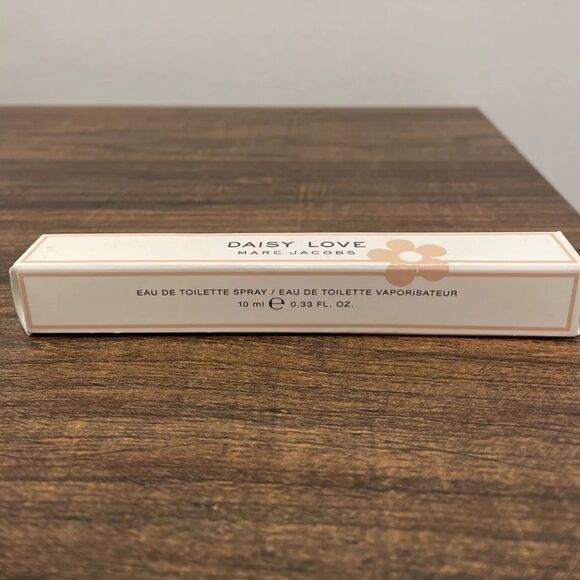 DAISY LOVE
MARC JACOBS
EAU DE TOILETTE SPRAY / EAU DE TOILETTE VAPORISATEUR
10 ml ℮ 0.33 FL. OZ.